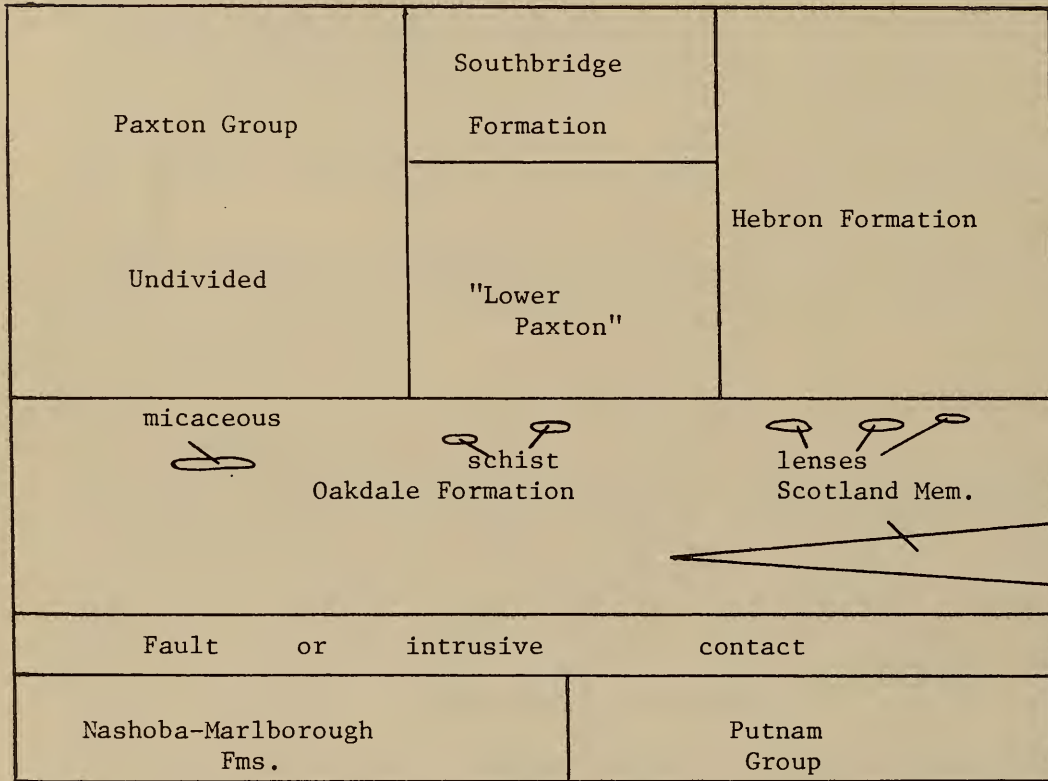 Paxton Group
Undivided
Southbridge
Formation
"Lower
Paxton"
Hebron Formation
micaceous
schist
lenses
Oakdale Formation
Scotland Mem.
Fault or intrusive contact
Nashoba-Marlborough
Fms.
Putnam
Group